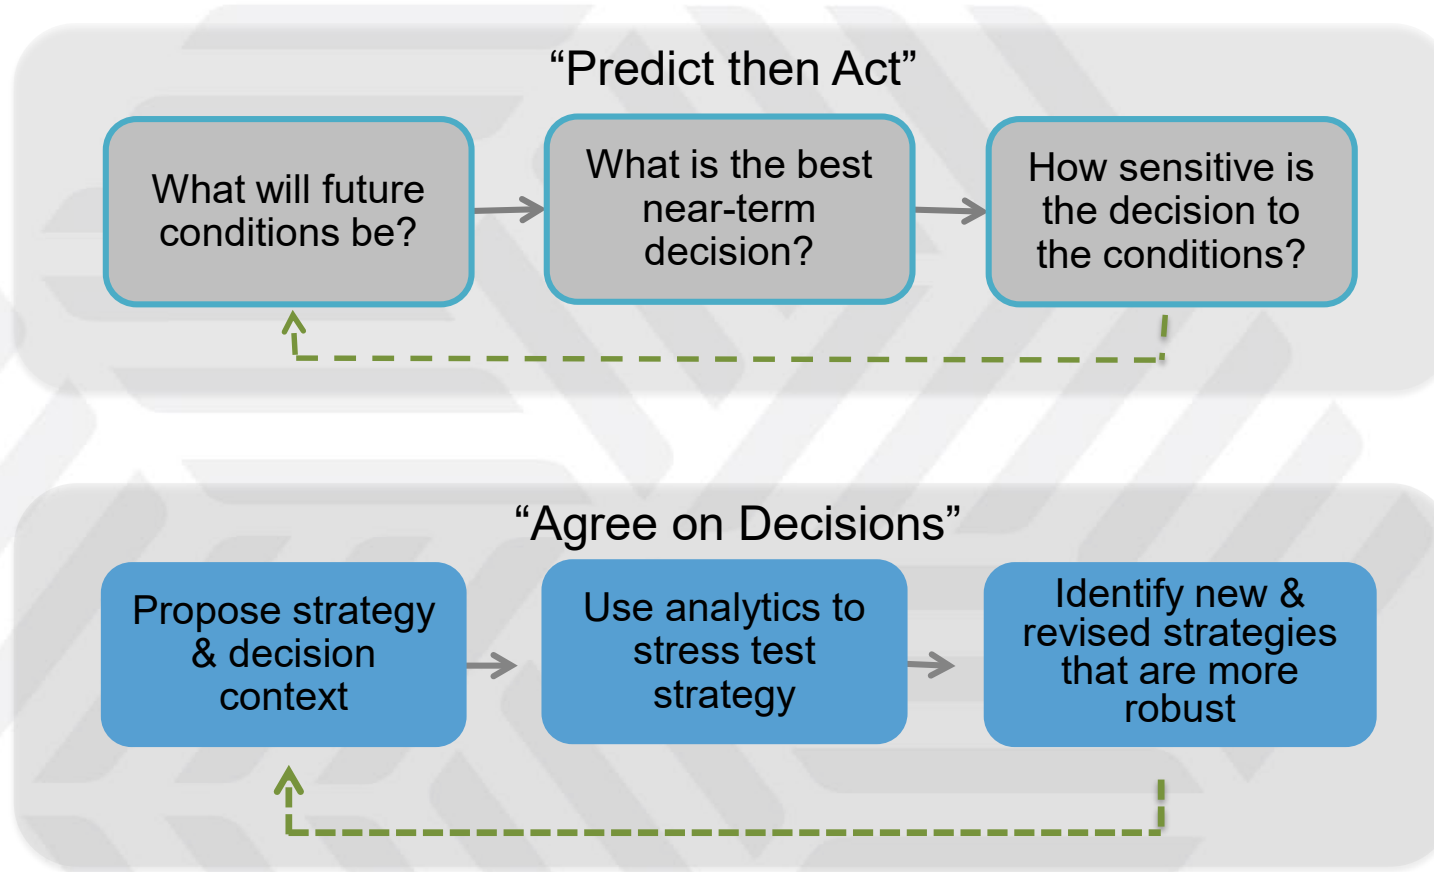 “Predict then Act”
What will future
conditions be?
What is the best
near-term
decision?
How sensitive is
the decision to
the conditions?
“Agree on Decisions”
Propose strategy
& decision
context
Use analytics to
stress test
strategy
Identify new &
revised strategies
that are more
robust